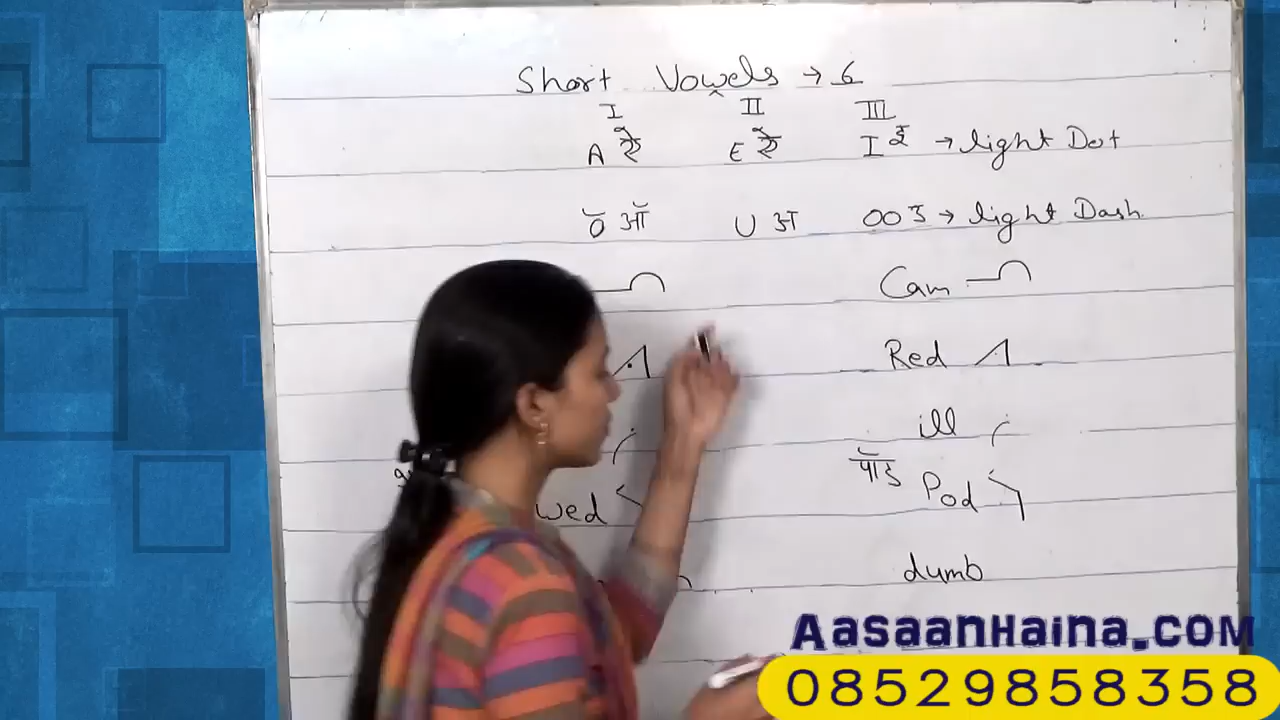 Short Vowels → 6
I II III
A ऐ E ऐ I इ → light Dot
ŏ ऑ U अ OO उ → light Dash
Cam
Red
ill
पॉड Pod
wed
dumb
AasaanHaina.com
08529858358